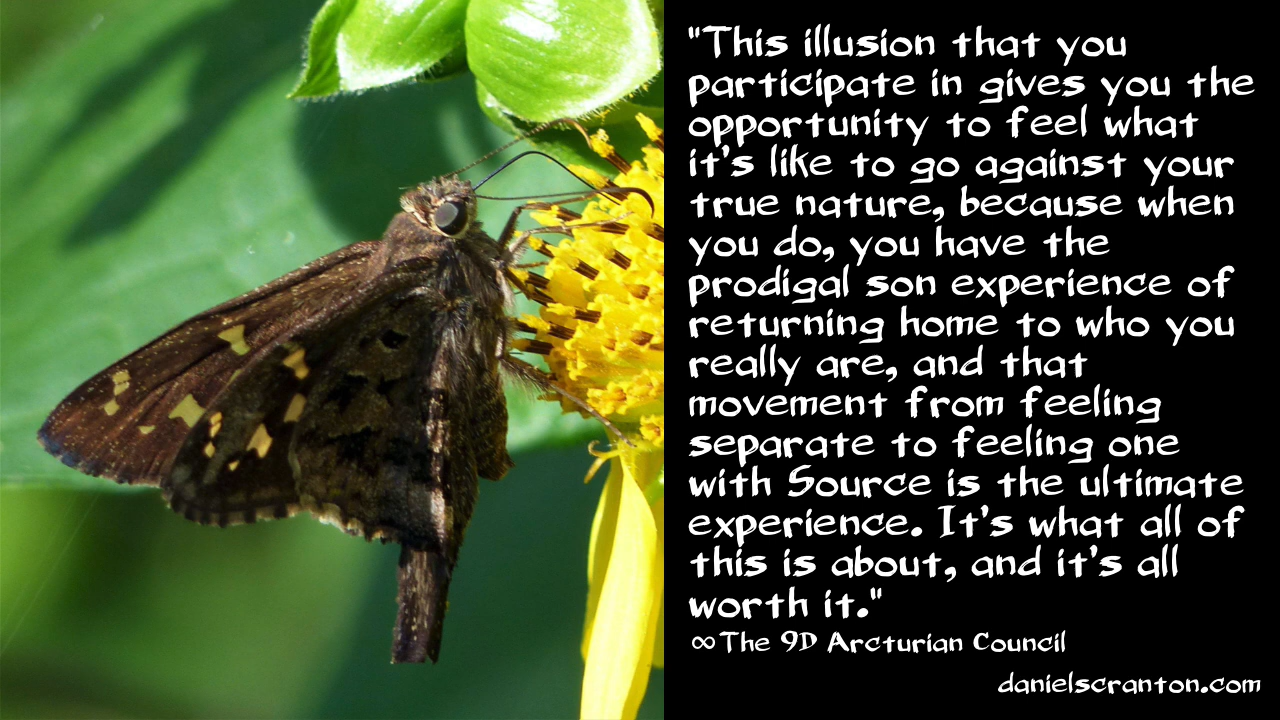 "This illusion that you
participate in gives you the
opportunity to feel what
it's like to go against your
true nature, because when
you do, you have the
prodigal son experience of
returning home to who you
really are, and that
movement from feeling
separate to feeling one
with Source is the ultimate
experience. It's what all of
this is about, and it's all
worth it."
∞The 9D Arcturian Council
danielscranton.com